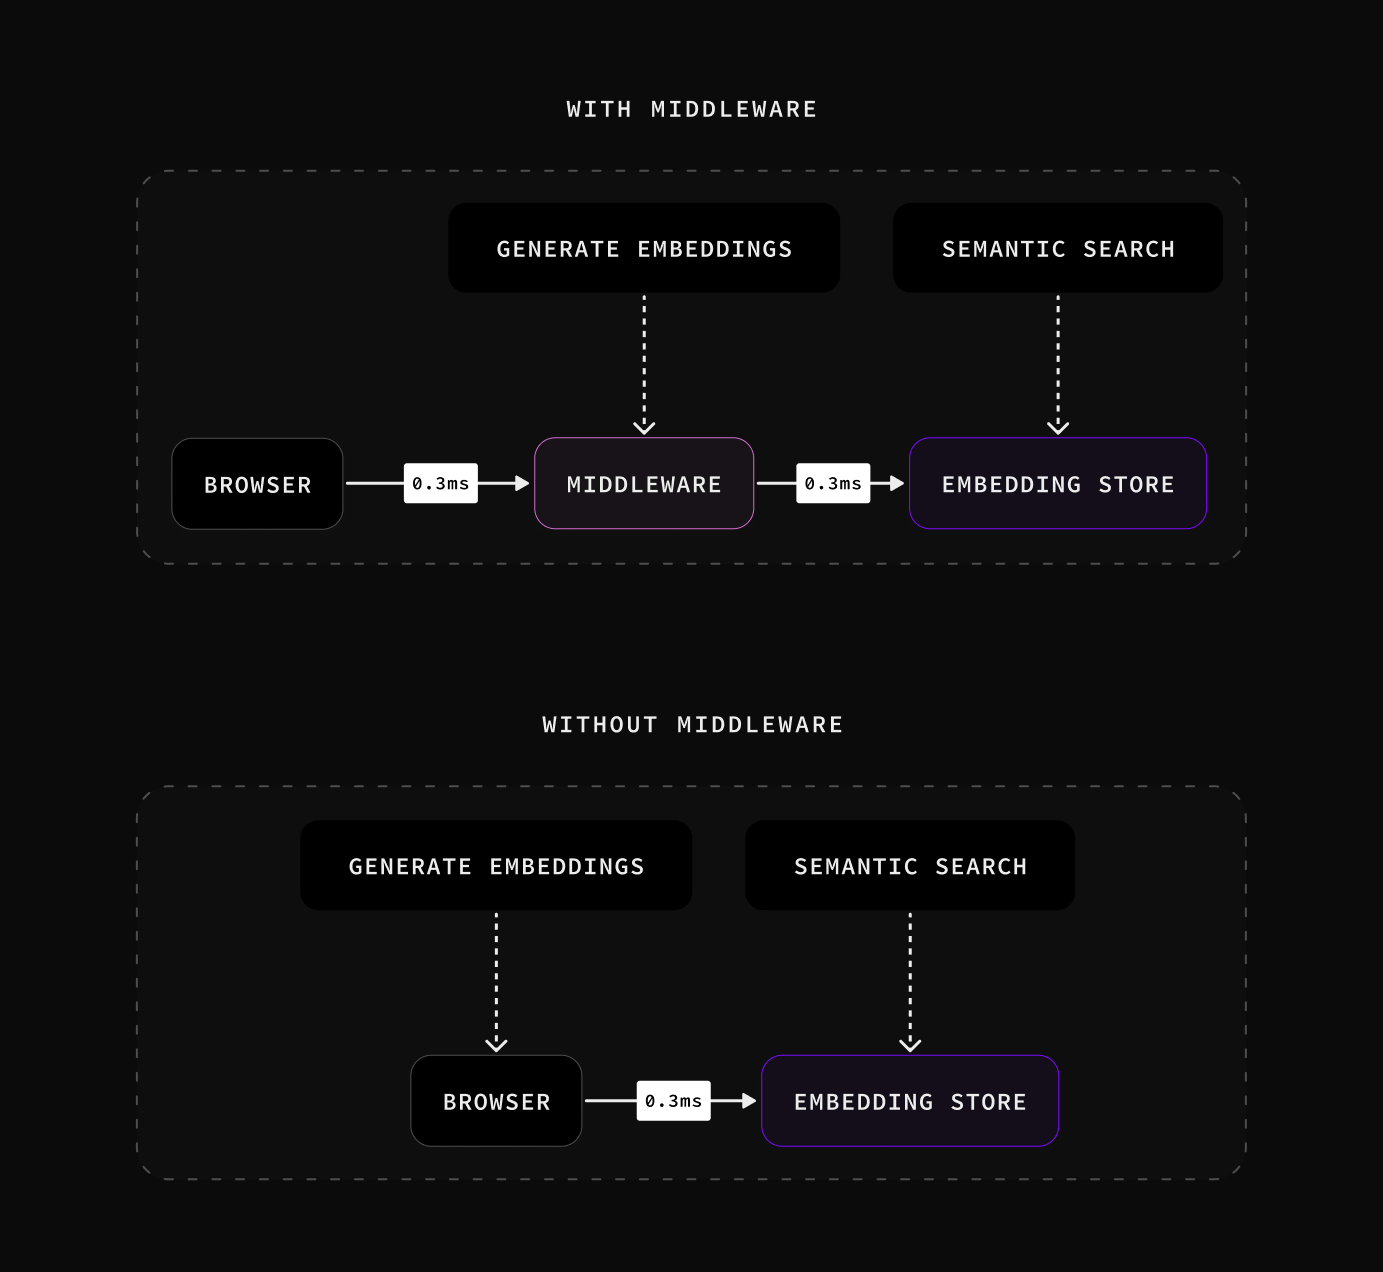 WITH MIDDLEWARE
GENERATE EMBEDDINGS
SEMANTIC SEARCH
BROWSER
0.3ms
MIDDLEWARE
0.3ms
EMBEDDING STORE
WITHOUT MIDDLEWARE
GENERATE EMBEDDINGS
SEMANTIC SEARCH
BROWSER
0.3ms
EMBEDDING STORE